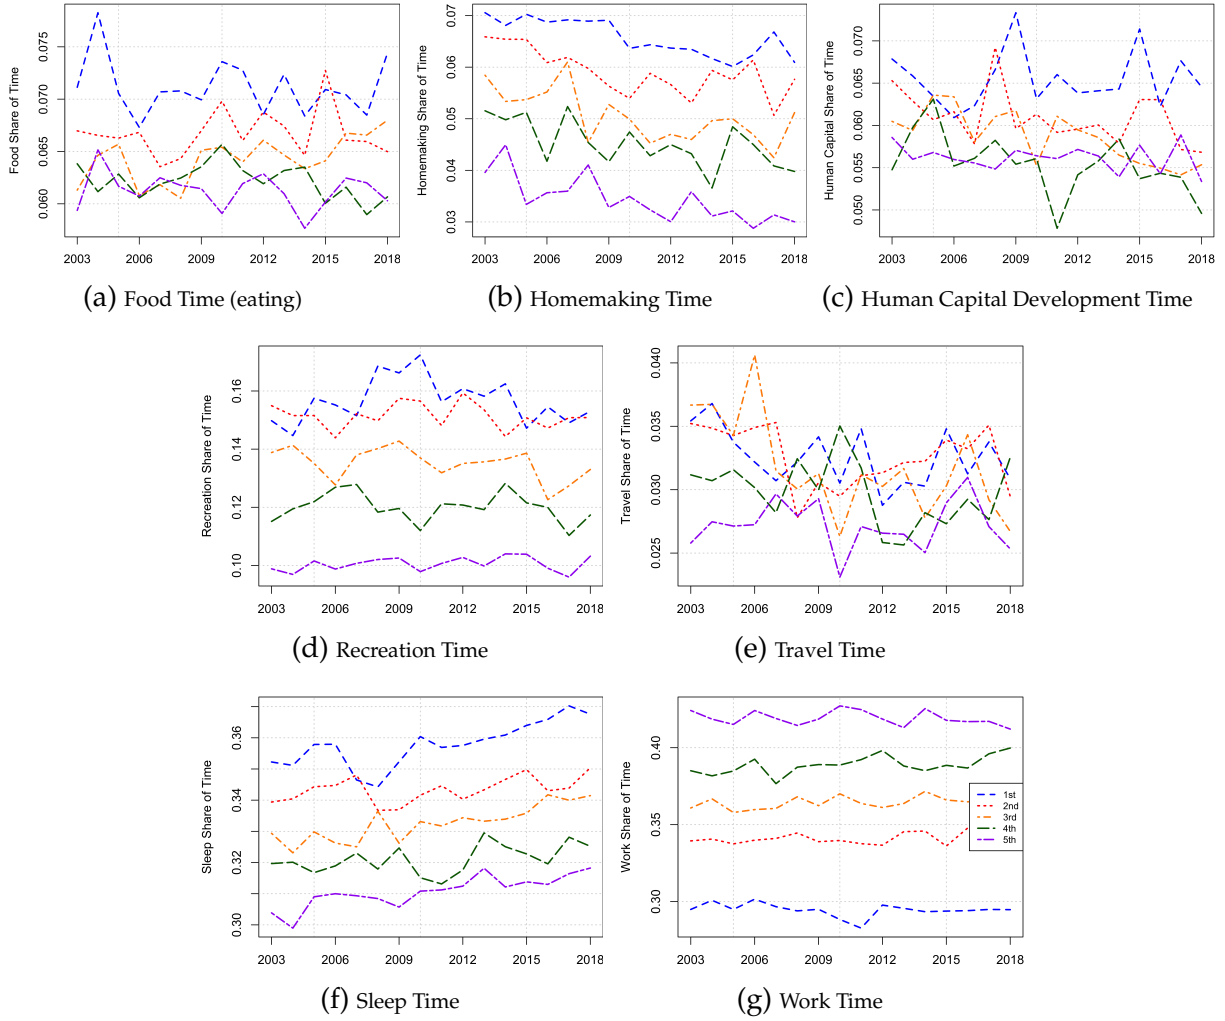 Food Share of Time
0.060 0.065 0.070 0.075
2003 2006 2009 2012 2015 2018
(a) Food Time (eating)
Homemaking Share of Time
0.03 0.04 0.05 0.06 0.07
2003 2006 2009 2012 2015 2018
(b) Homemaking Time
Human Capital Share of Time
0.050 0.055 0.060 0.065 0.070
2003 2006 2009 2012 2015 2018
(c) Human Capital Development Time
Recreation Share of Time
0.10 0.12 0.14 0.16
2003 2006 2009 2012 2015 2018
(d) Recreation Time
Travel Share of Time
0.025 0.030 0.035 0.040
2003 2006 2009 2012 2015 2018
(e) Travel Time
Sleep Share of Time
0.30 0.32 0.34 0.36
2003 2006 2009 2012 2015 2018
(f) Sleep Time
Work Share of Time
0.30 0.35 0.40
1st
2nd
3rd
4th
5th
2003 2006 2009 2012 2015 2018
(g) Work Time